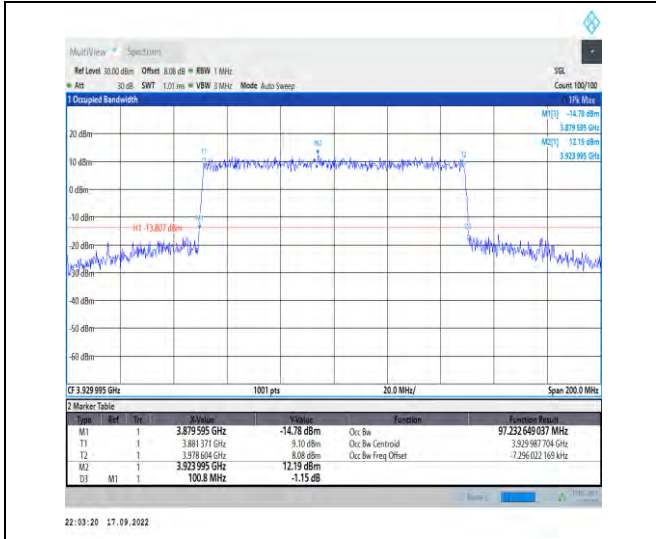 MultiView Spectrum
Ref Level 30.00 dBm Offset 8.08 dB RBW 1 MHz SGL
Att 30 dB SWT 1.01 ms VBW 3 MHz Mode Auto Sweep Count 100/100
1 Occupied Bandwidth 1Pk Max
M1[1] -14.78 dBm
3.879 595 GHz
M2[1] 12.19 dBm
3.923 995 GHz
20 dBm
T1 M2 T2
10 dBm
0 dBm
-10 dBm
H1 -13.807 dBm
-20 dBm
-30 dBm
-40 dBm
-50 dBm
-60 dBm
CF 3.929 995 GHz 1001 pts 20.0 MHz/ Span 200.0 MHz
2 Marker Table
Type Ref Trc X-Value Y-Value Function Function Result
M1 1 3.879 595 GHz -14.78 dBm Occ Bw 97.232 649 037 MHz
T1 1 3.881 371 GHz 9.10 dBm Occ Bw Centroid 3.929 987 704 GHz
T2 1 3.978 604 GHz 8.08 dBm Occ Bw Freq Offset -7.296 022 169 kHz
M2 1 3.923 995 GHz 12.19 dBm
D3 M1 1 100.8 MHz -1.15 dB
22:03:20 17.09.2022